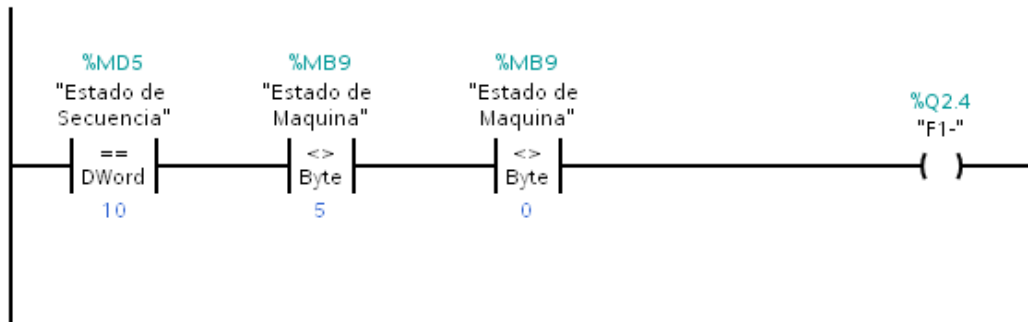 %MD5
"Estado de
Secuencia"
==
DWord
10
%MB9
"Estado de
Maquina"
<>
Byte
5
%MB9
"Estado de
Maquina"
<>
Byte
0
%Q2.4
"F1-"